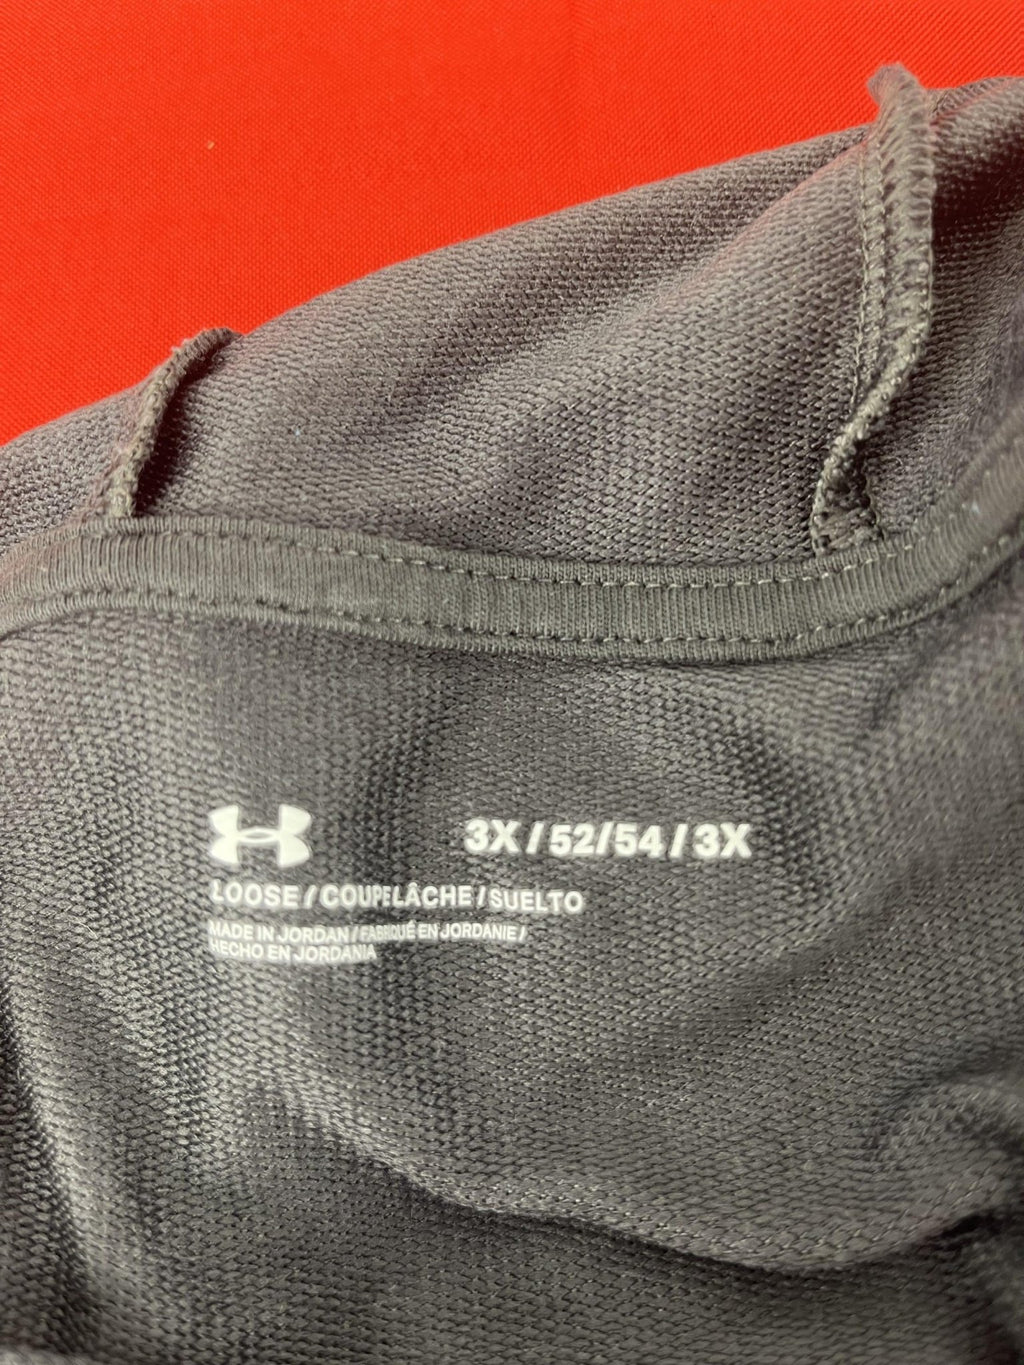 3X / 52/54 / 3X
LOOSE / COUPE LÂCHE / SUELTO
MADE IN JORDAN / FABRIQUÉ EN JORDANIE /
HECHO EN JORDANIA